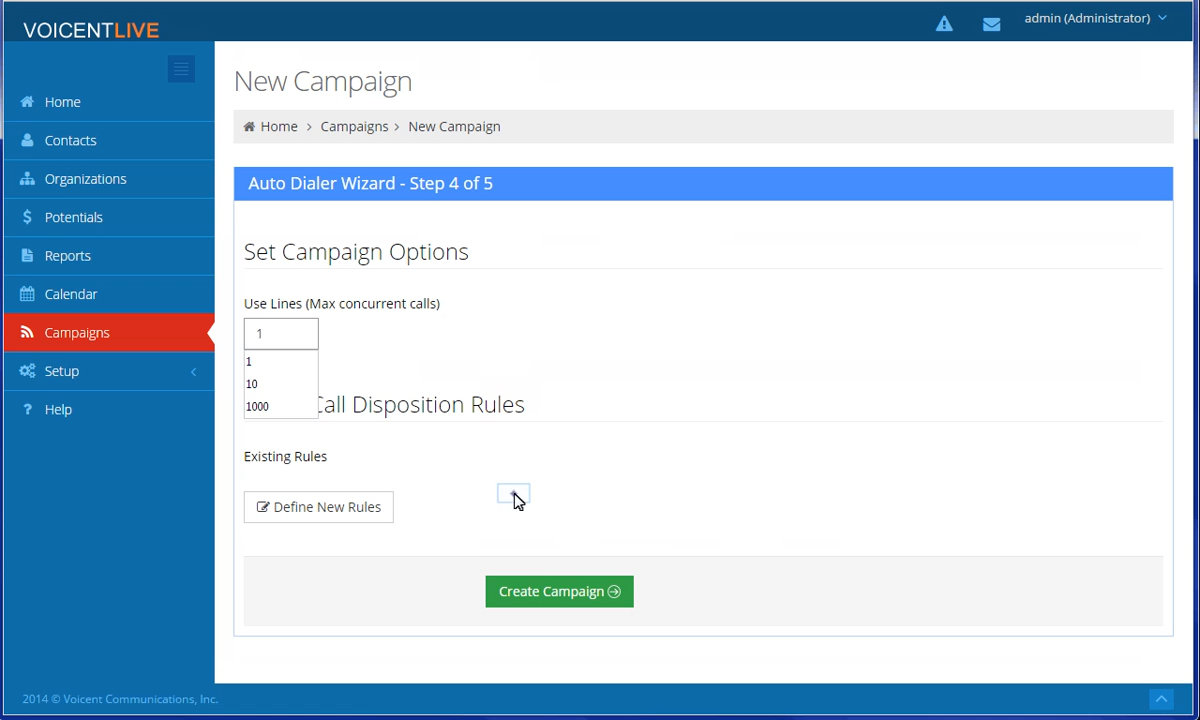 VOICENTLIVE
admin (Administrator)
Home
Contacts
Organizations
Potentials
Reports
Calendar
Campaigns
Setup
Help
New Campaign
Home > Campaigns > New Campaign
Auto Dialer Wizard - Step 4 of 5
Set Campaign Options
Use Lines (Max concurrent calls)
1
1
10
1000
Call Disposition Rules
Existing Rules
Define New Rules
Create Campaign
2014 © Voicent Communications, Inc.